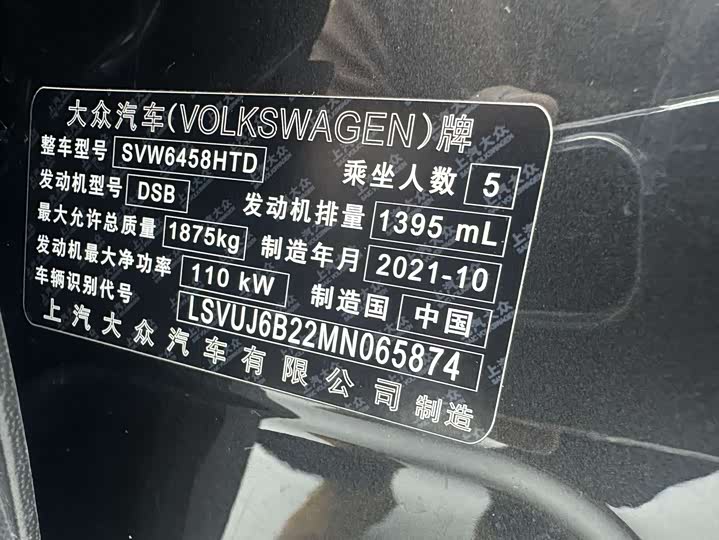 大众汽车(VOLKSWAGEN)牌
整车型号 SVW6458HTD 乘坐人数 5
发动机型号 DSB 发动机排量 1395 mL
最大允许总质量 1875kg 制造年月 2021-10
发动机最大净功率 110 kW 制造国 中国
车辆识别代号 LSVUJ6B22MN065874
上汽大众汽车有限公司制造